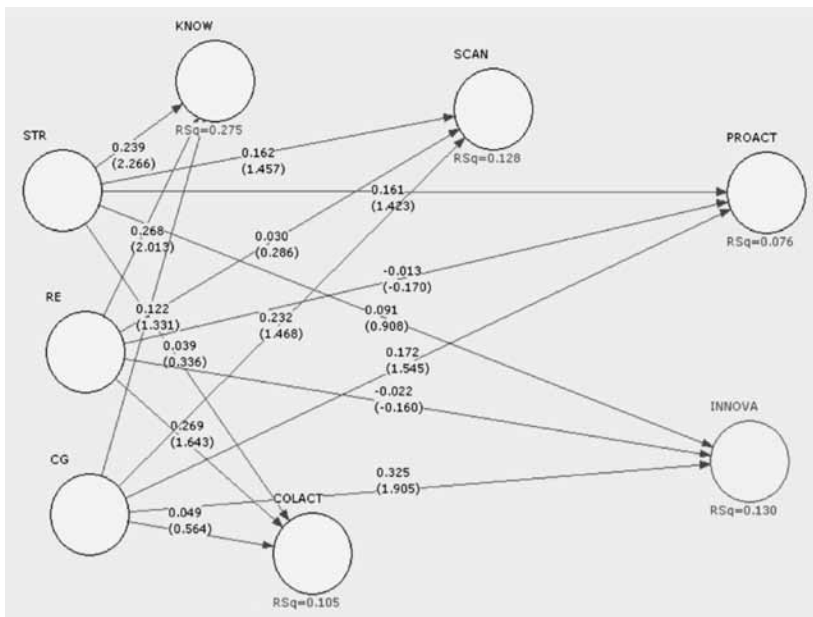 KNOW
SCAN
STR
RSq=0.275
0.239
(2.266)
0.162
(1.457)
PROACT
RSq=0.128
0.161
(1.423)
RSq=0.076
0.268
(2.013)
0.030
(0.286)
-0.013
(-0.170)
RE
0.122
(1.331)
0.232
(1.468)
0.091
(0.908)
0.039
(0.336)
0.172
(1.545)
-0.022
(-0.160)
INNOVA
0.269
(1.643)
CG
0.325
(1.905)
COLACT
RSq=0.130
0.049
(0.564)
RSq=0.105